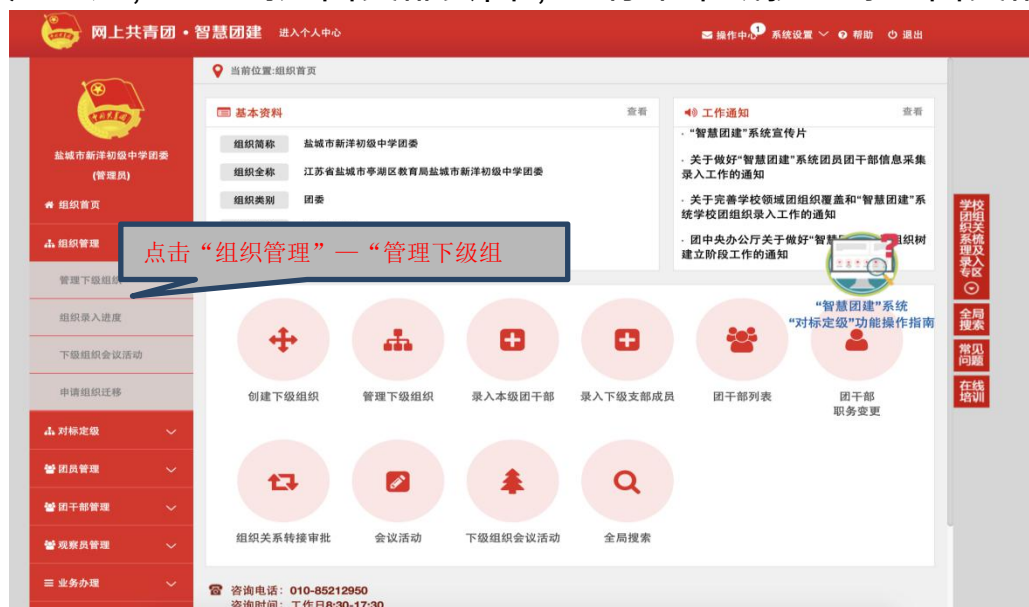 网上共青团·智慧团建 进入个人中心
操作中心 1 系统设置 帮助 退出
当前位置:组织首页
盐城市新洋初级中学团委
(管理员)
组织首页
组织管理
管理下级组织
组织录入进度
下级组织会议活动
申请组织迁移
对标定级
团员管理
团干部管理
观察员管理
业务办理
基本资料 查看
组织简称 盐城市新洋初级中学团委
组织全称 江苏省盐城市亭湖区教育局盐城市新洋初级中学团委
组织类别 团委
点击“组织管理”—“管理下级组
工作通知 查看
· “智慧团建”系统宣传片
· 关于做好“智慧团建”系统团员团干部信息采集
录入工作的通知
· 关于完善学校领域团组织覆盖和“智慧团建”系
统学校团组织录入工作的通知
· 团中央办公厅关于做好“智慧 组织树
建立阶段工作的通知
“智慧团建”系统
“对标定级”功能操作指南
创建下级组织 管理下级组织 录入本级团干部 录入下级支部成员 团干部列表 团干部
职务变更
组织关系转接审批 会议活动 下级组织会议活动 全局搜索
咨询电话：010-85212950
咨询时间：工作日8:30-17:30
学校
团组
织关
系统
理及
录入
专区
全局
搜索
常见
问题
在线
培训